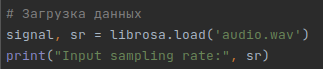 # Загрузка данных
signal, sr = librosa.load('audio.wav')
print("Input sampling rate:", sr)